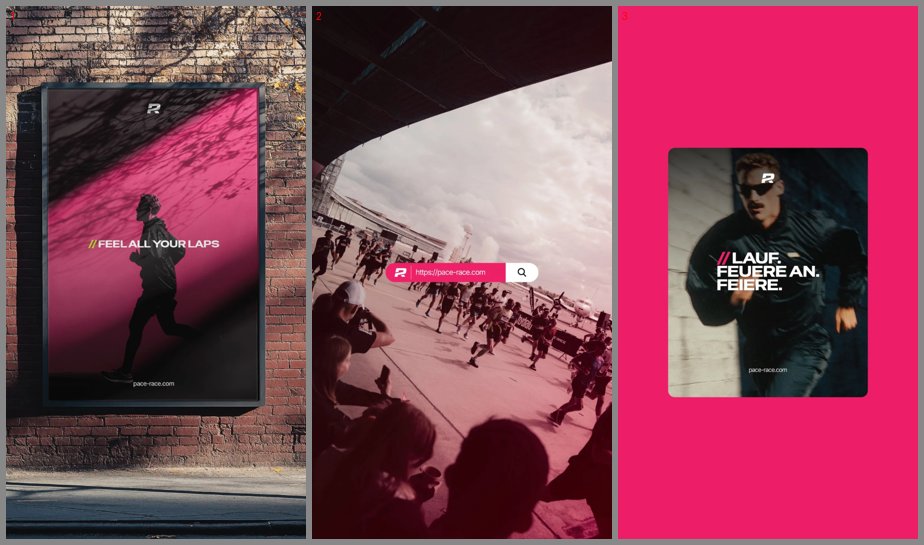 1
R
// FEEL ALL YOUR LAPS
pace-race.com
2
R
https://pace-race.com
3
R
// LAUF.
FEUERE AN.
FEIERE.
pace-race.com